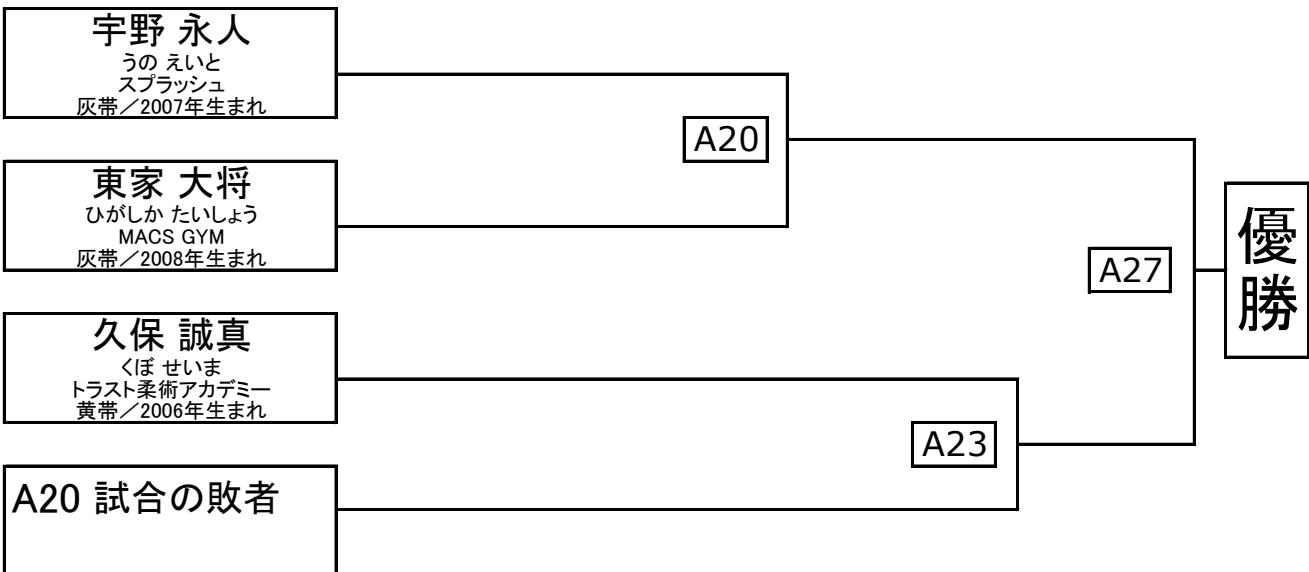 宇野 永人
うの えいと
スプラッシュ
灰帯／2007年生まれ
A20
東家 大将
ひがしか たいしょう
MACS GYM
灰帯／2008年生まれ
優勝
A27
久保 誠真
くぼ せいま
トラスト柔術アカデミー
黄帯／2006年生まれ
A23
A20 試合の敗者